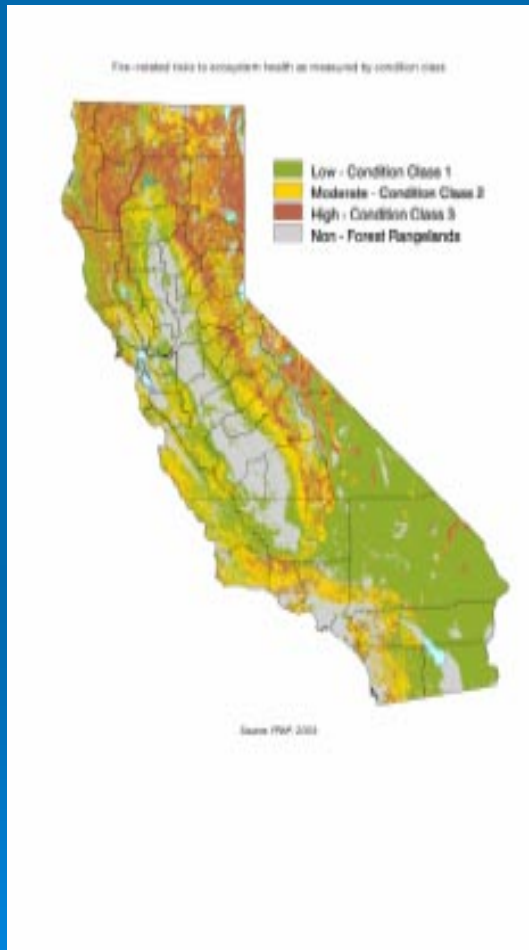 Fire-related risks to ecosystem health as measured by condition class
Low - Condition Class 1
Moderate - Condition Class 2
High - Condition Class 3
Non - Forest Rangelands
Source: FRAP, 2003